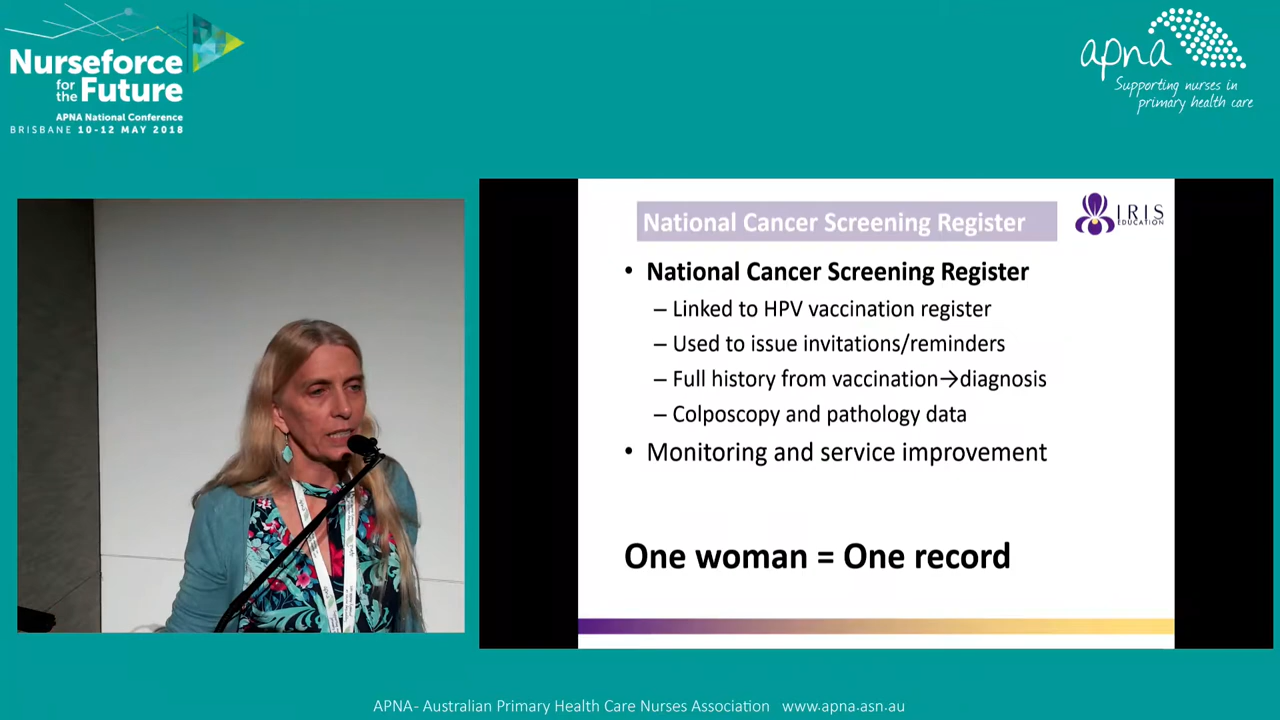 Nurseforce
for the Future
APNA National Conference
BRISBANE 10-12 MAY 2018
apna
Supporting nurses in
primary health care
National Cancer Screening Register
IRIS
EDUCATION
• National Cancer Screening Register
– Linked to HPV vaccination register
– Used to issue invitations/reminders
– Full history from vaccination→diagnosis
– Colposcopy and pathology data
• Monitoring and service improvement
One woman = One record
APNA- Australian Primary Health Care Nurses Association www.apna.asn.au